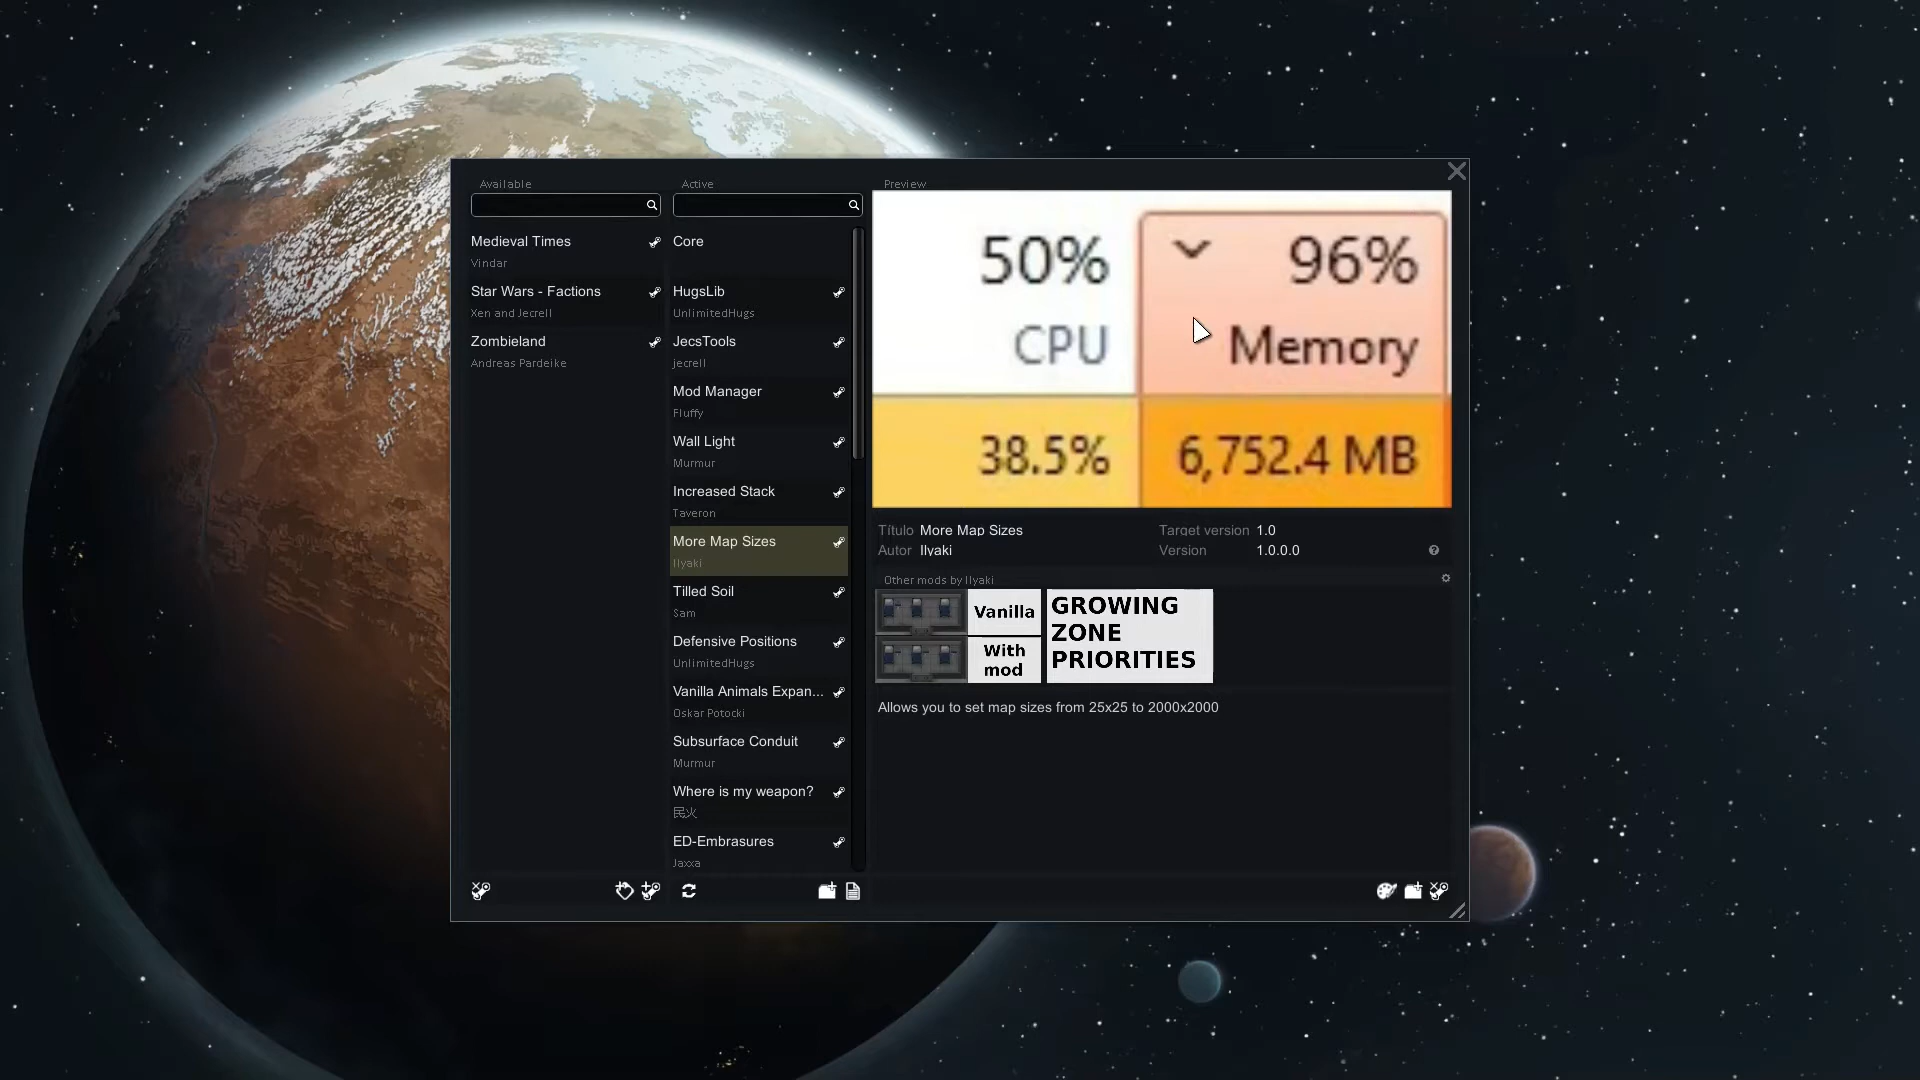 Available
Medieval Times
Vindar
Star Wars - Factions
Xen and Jecrell
Zombieland
Andreas Pardeike
Active
Core
HugsLib
UnlimitedHugs
JecsTools
jecrell
Mod Manager
Fluffy
Wall Light
Murmur
Increased Stack
Taveron
More Map Sizes
Ilyaki
Tilled Soil
Sam
Defensive Positions
UnlimitedHugs
Vanilla Animals Expan...
Oskar Potocki
Subsurface Conduit
Murmur
Where is my weapon?
民火
ED-Embrasures
Jaxxa
Preview
50% 96%
CPU Memory
38.5% 6,752.4 MB
Título More Map Sizes Target version 1.0
Autor Ilyaki Version 1.0.0.0
Other mods by Ilyaki
Vanilla
With
mod
GROWING
ZONE
PRIORITIES
Allows you to set map sizes from 25x25 to 2000x2000